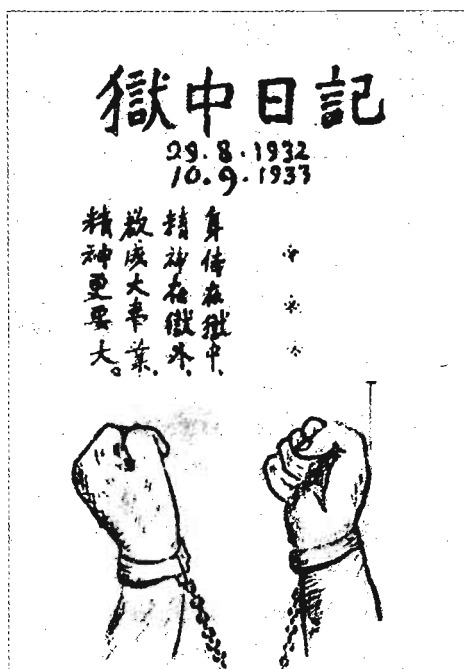 獄中日記
29.8.1932
10.9.1933
身体在獄中，
精神在獄外，
欲成大事業，
精神更要大。